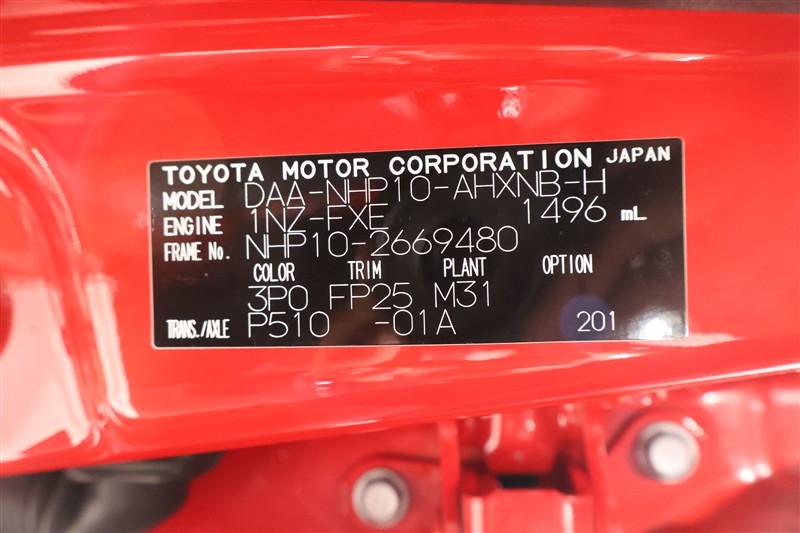 TOYOTA MOTOR CORPORATION JAPAN
MODEL DAA-NHP10-AHXNB-H
ENGINE 1NZ-FXE 1496 mL
FRAME No. NHP10-2669480
COLOR TRIM PLANT OPTION
3P0 FP25 M31
TRANS./AXLE P510 -01A 201